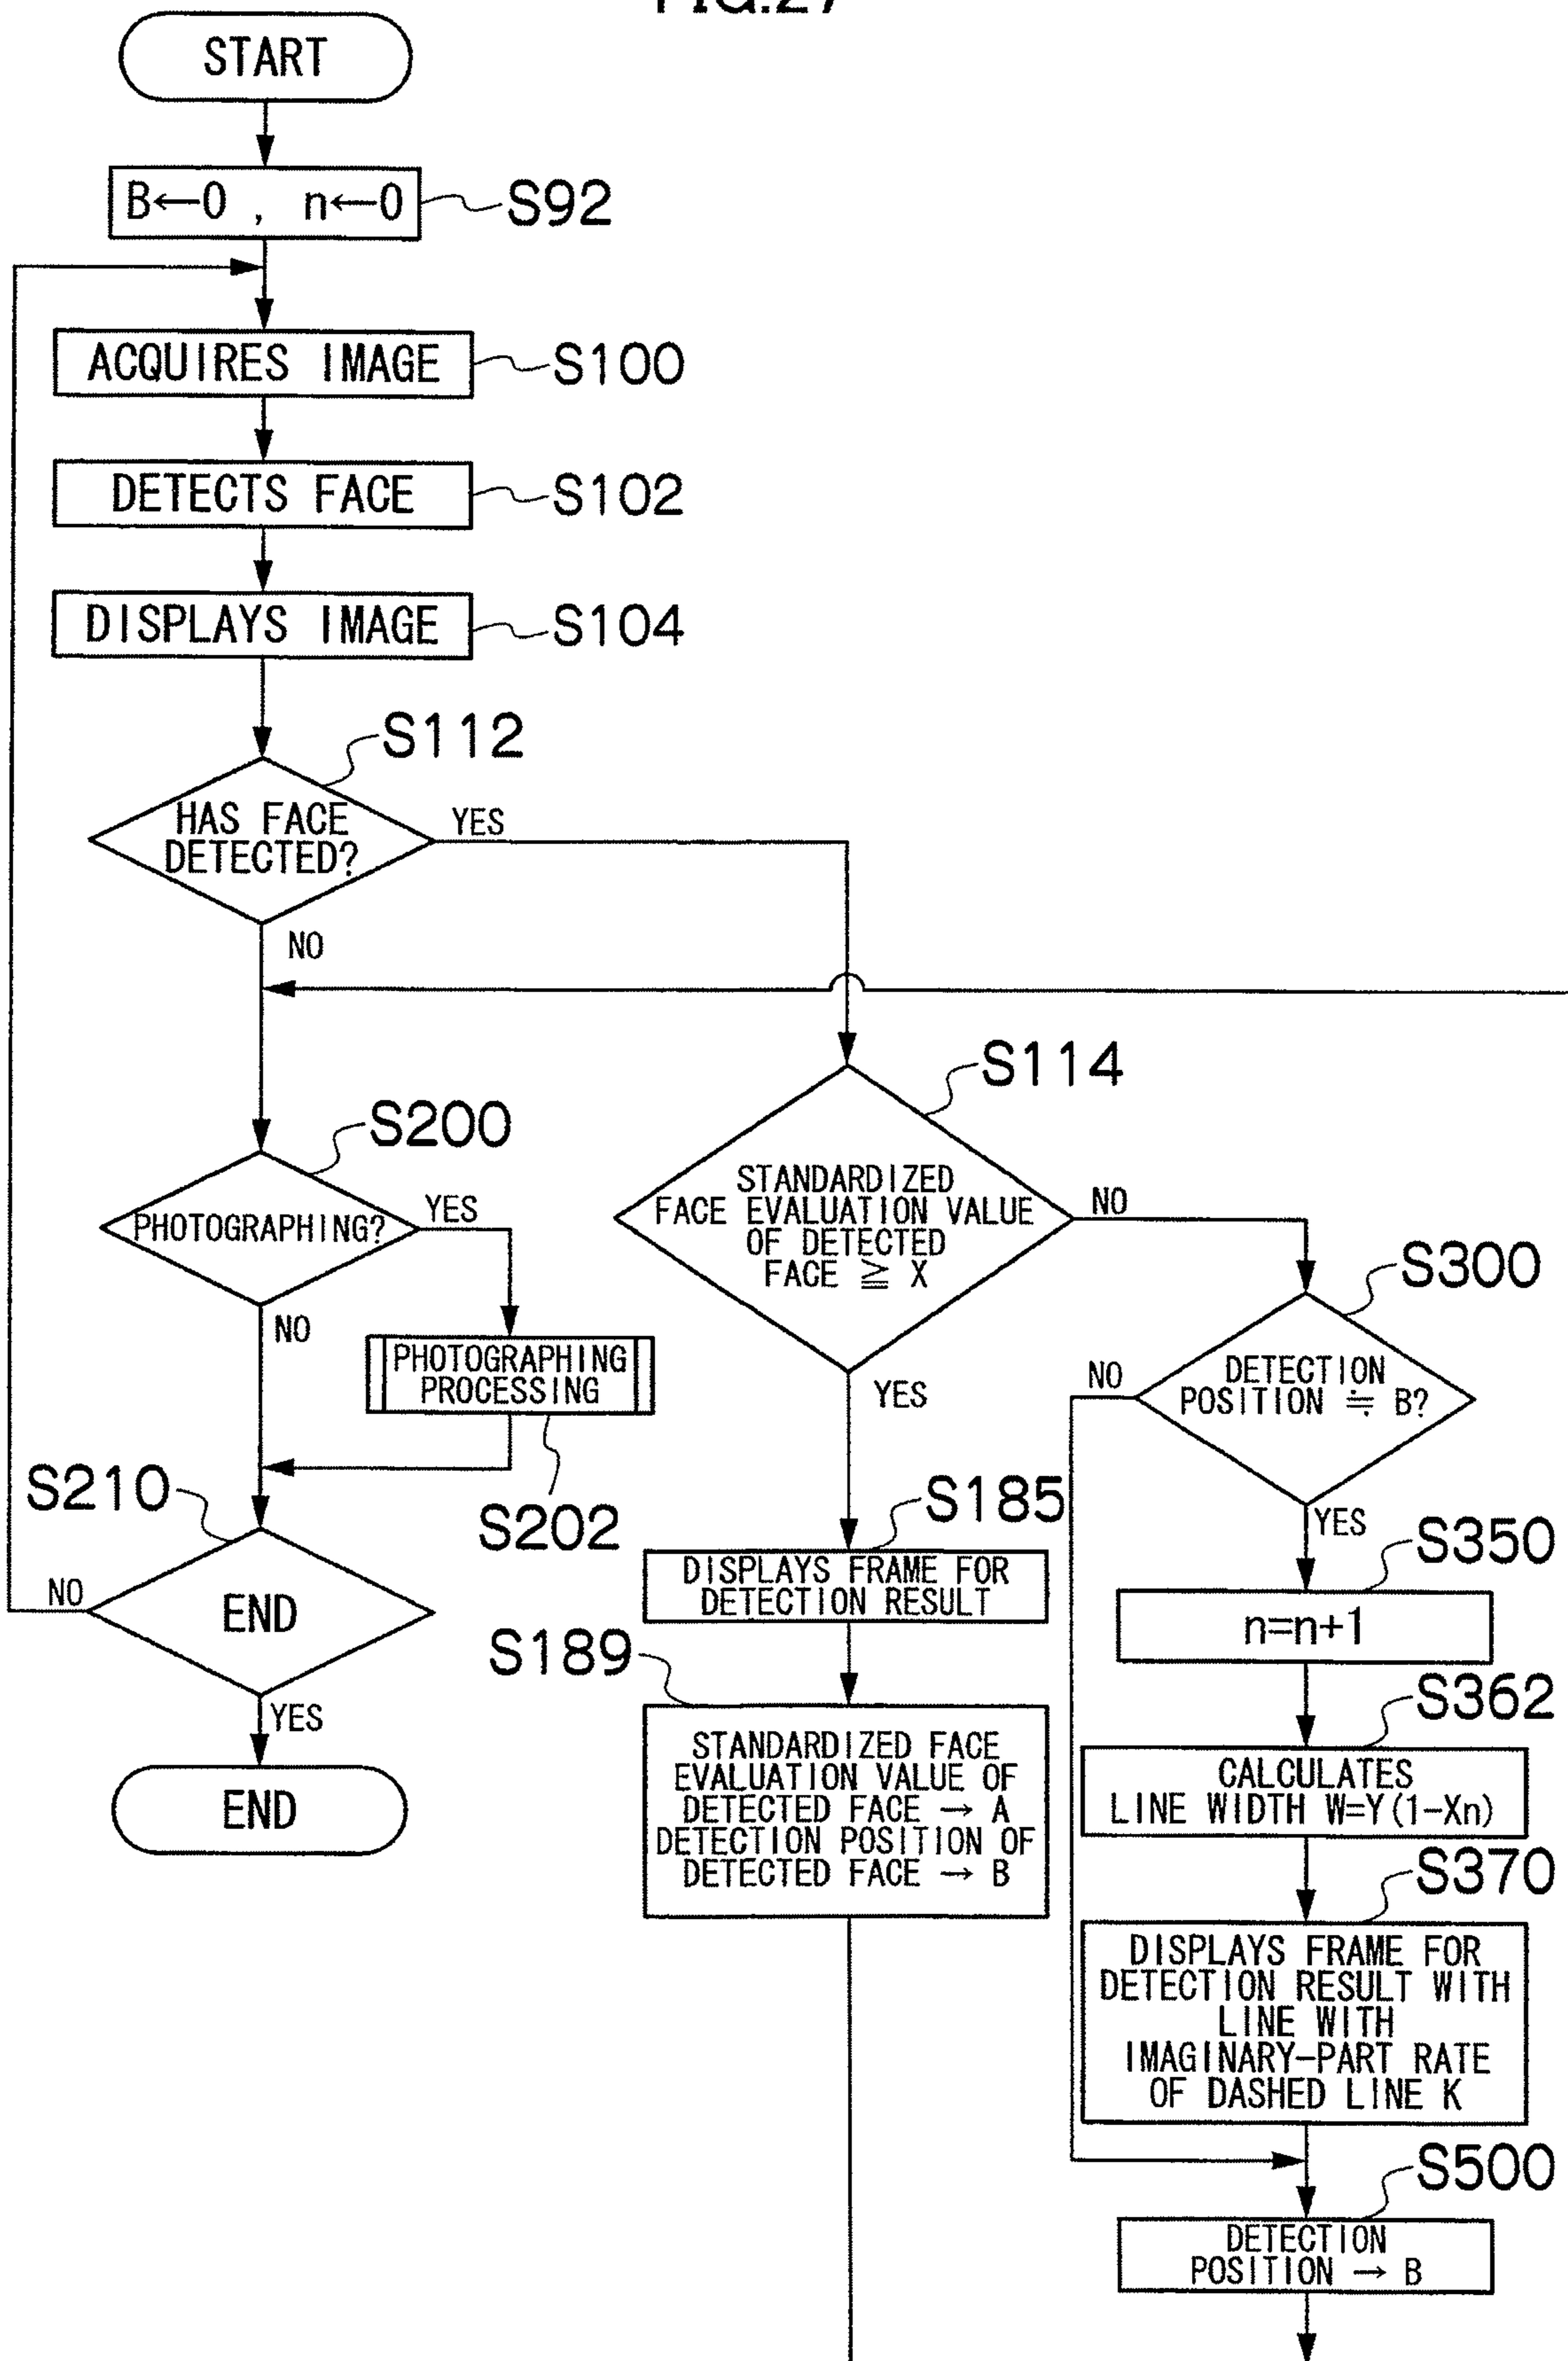 FIG.27
START
B←0 , n←0
S92
ACQUIRES IMAGE
S100
DETECTS FACE
S102
DISPLAYS IMAGE
S104
S112
HAS FACE
DETECTED?
YES
NO
S114
STANDARDIZED
FACE EVALUATION VALUE
OF DETECTED
FACE ≧ X
NO
YES
S200
PHOTOGRAPHING?
YES
NO
PHOTOGRAPHING
PROCESSING
S202
S210
END
NO
YES
END
S300
DETECTION
POSITION ≒ B?
NO
YES
S185
DISPLAYS FRAME FOR
DETECTION RESULT
S189
STANDARDIZED FACE
EVALUATION VALUE OF
DETECTED FACE → A
DETECTION POSITION OF
DETECTED FACE → B
S350
n=n+1
S362
CALCULATES
LINE WIDTH W=Y(1-Xn)
S370
DISPLAYS FRAME FOR
DETECTION RESULT WITH
LINE WITH
IMAGINARY-PART RATE
OF DASHED LINE K
S500
DETECTION
POSITION → B